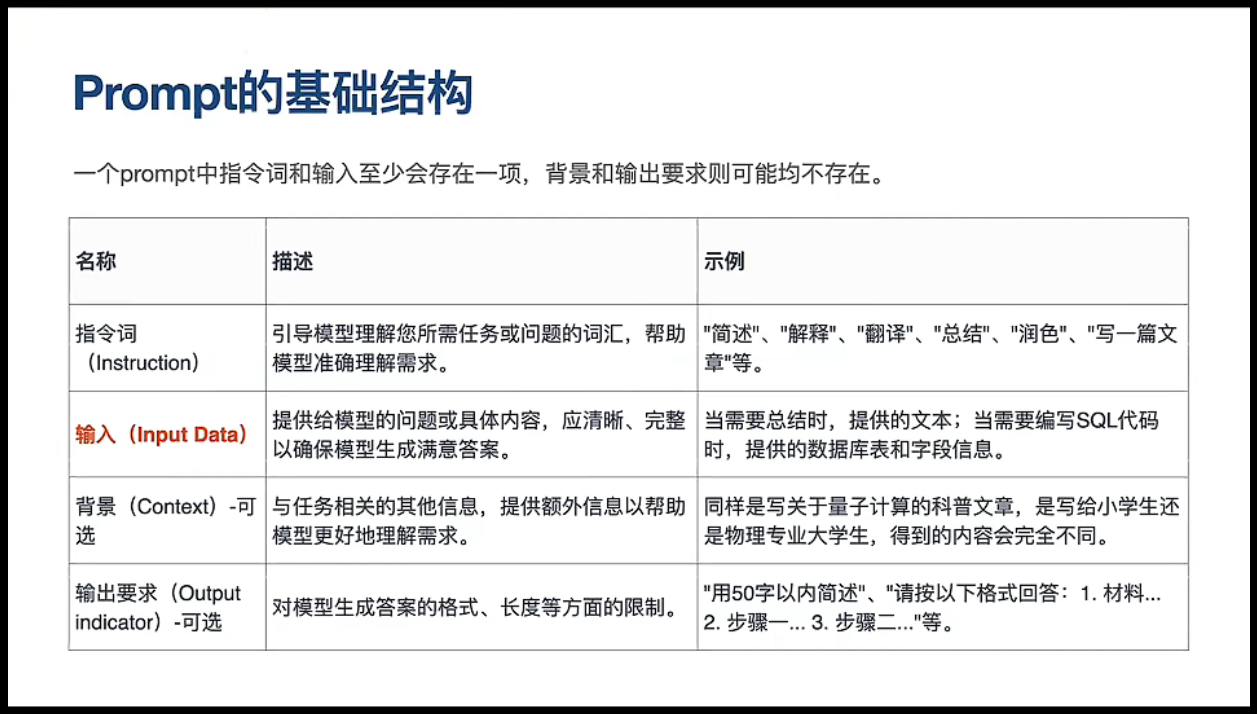 Prompt的基础结构
一个prompt中指令词和输入至少会存在一项，背景和输出要求则可能均不存在。
名称
描述
示例
指令词
（Instruction）
引导模型理解您所需任务或问题的词汇，帮助
模型准确理解需求。
"简述"、"解释"、"翻译"、"总结"、"润色"、"写一篇文
章"等。
输入（Input Data）
提供给模型的问题或具体内容，应清晰、完整
以确保模型生成满意答案。
当需要总结时，提供的文本；当需要编写SQL代码
时，提供的数据库表和字段信息。
背景（Context）-可
选
与任务相关的其他信息，提供额外信息以帮助
模型更好地理解需求。
同样是写关于量子计算的科普文章，是写给小学生还
是物理专业大学生，得到的内容会完全不同。
输出要求（Output
indicator）-可选
对模型生成答案的格式、长度等方面的限制。
"用50字以内简述"、"请按以下格式回答：1. 材料...
2. 步骤一... 3. 步骤二..."等。